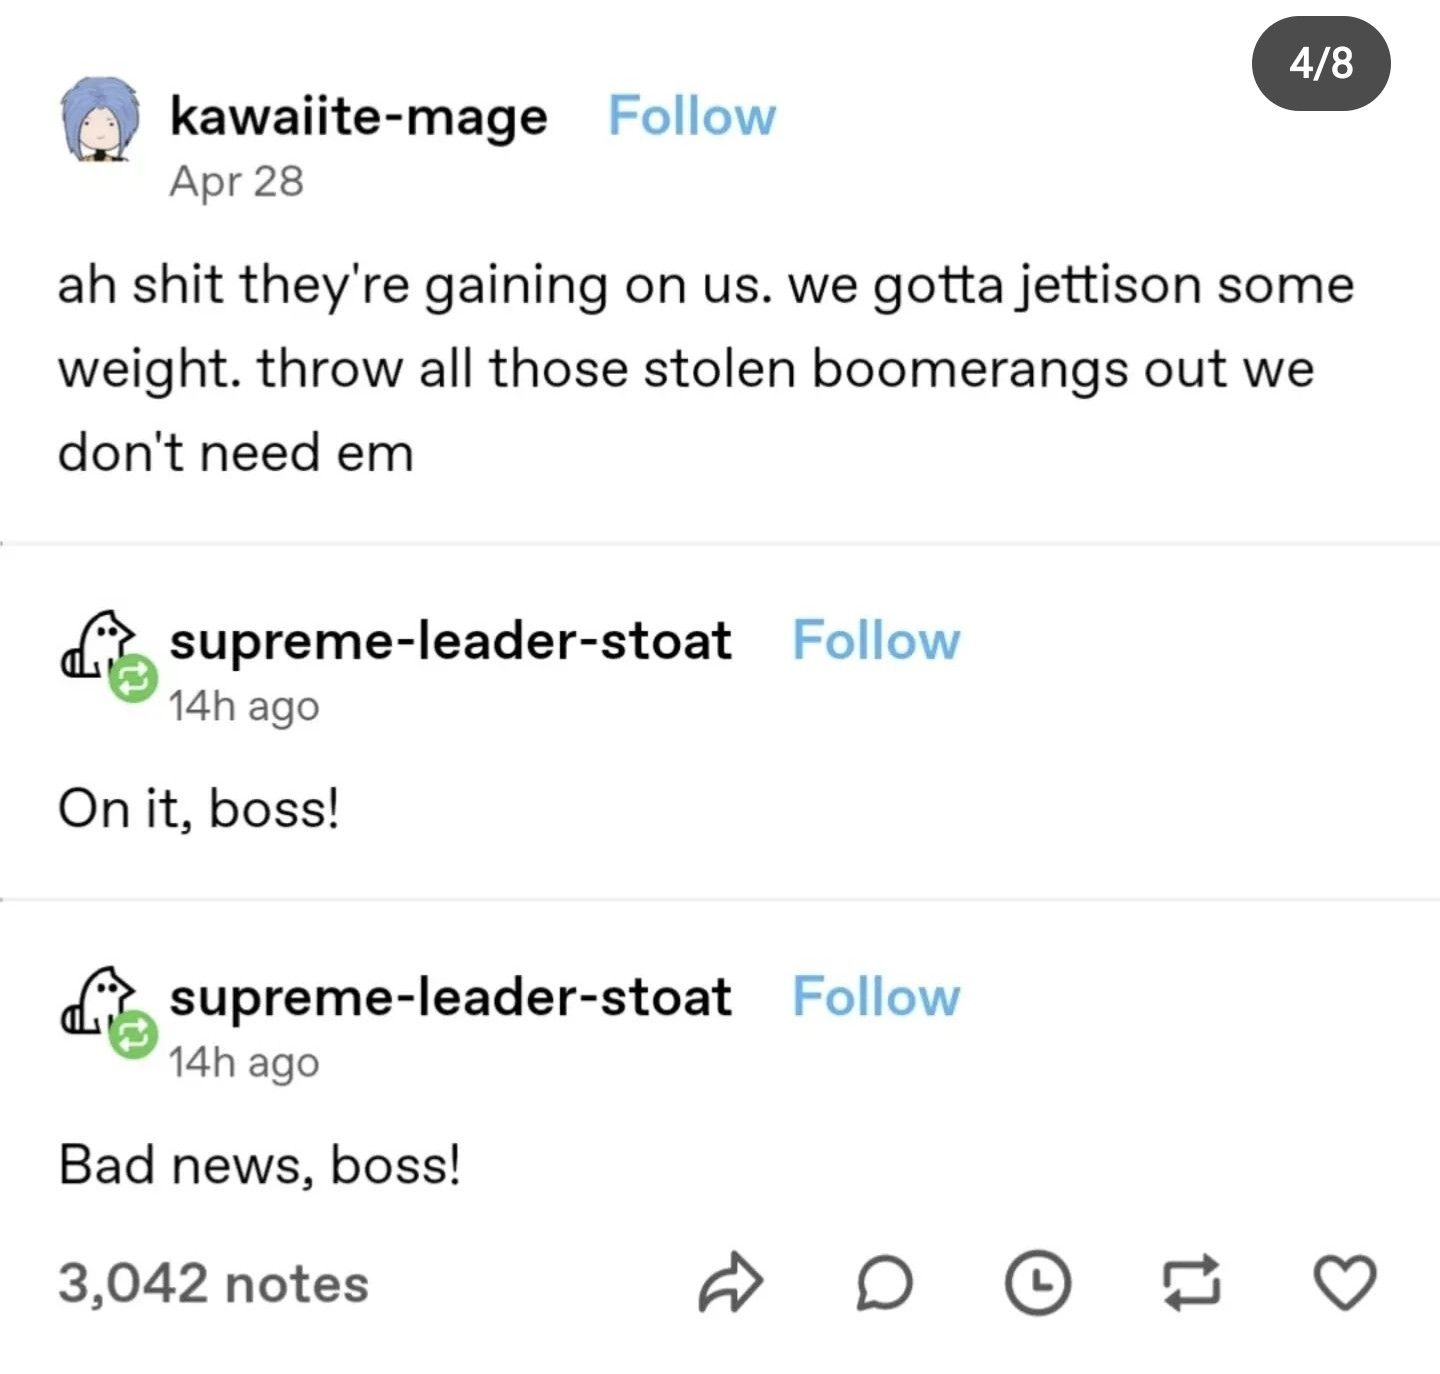 4/8
kawaiite-mage Follow
Apr 28
ah shit they're gaining on us. we gotta jettison some
weight. throw all those stolen boomerangs out we
don't need em
supreme-leader-stoat Follow
14h ago
On it, boss!
supreme-leader-stoat Follow
14h ago
Bad news, boss!
3,042 notes